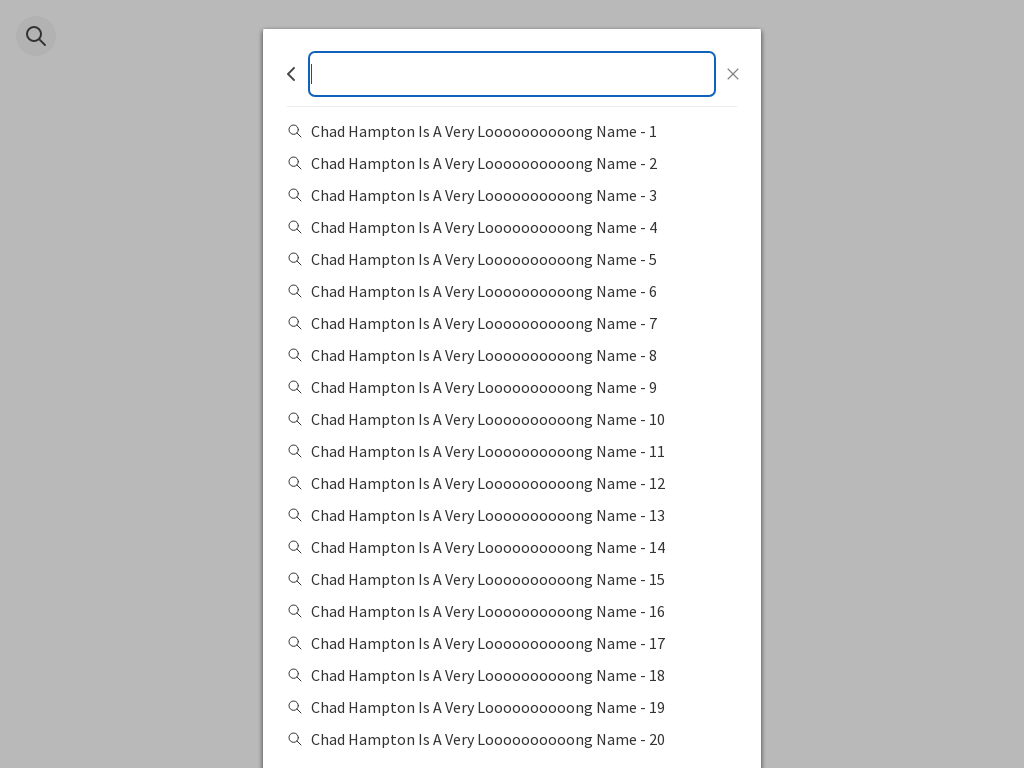 Chad Hampton Is A Very Loooooooooong Name - 1
Chad Hampton Is A Very Loooooooooong Name - 2
Chad Hampton Is A Very Loooooooooong Name - 3
Chad Hampton Is A Very Loooooooooong Name - 4
Chad Hampton Is A Very Loooooooooong Name - 5
Chad Hampton Is A Very Loooooooooong Name - 6
Chad Hampton Is A Very Loooooooooong Name - 7
Chad Hampton Is A Very Loooooooooong Name - 8
Chad Hampton Is A Very Loooooooooong Name - 9
Chad Hampton Is A Very Loooooooooong Name - 10
Chad Hampton Is A Very Loooooooooong Name - 11
Chad Hampton Is A Very Loooooooooong Name - 12
Chad Hampton Is A Very Loooooooooong Name - 13
Chad Hampton Is A Very Loooooooooong Name - 14
Chad Hampton Is A Very Loooooooooong Name - 15
Chad Hampton Is A Very Loooooooooong Name - 16
Chad Hampton Is A Very Loooooooooong Name - 17
Chad Hampton Is A Very Loooooooooong Name - 18
Chad Hampton Is A Very Loooooooooong Name - 19
Chad Hampton Is A Very Loooooooooong Name - 20